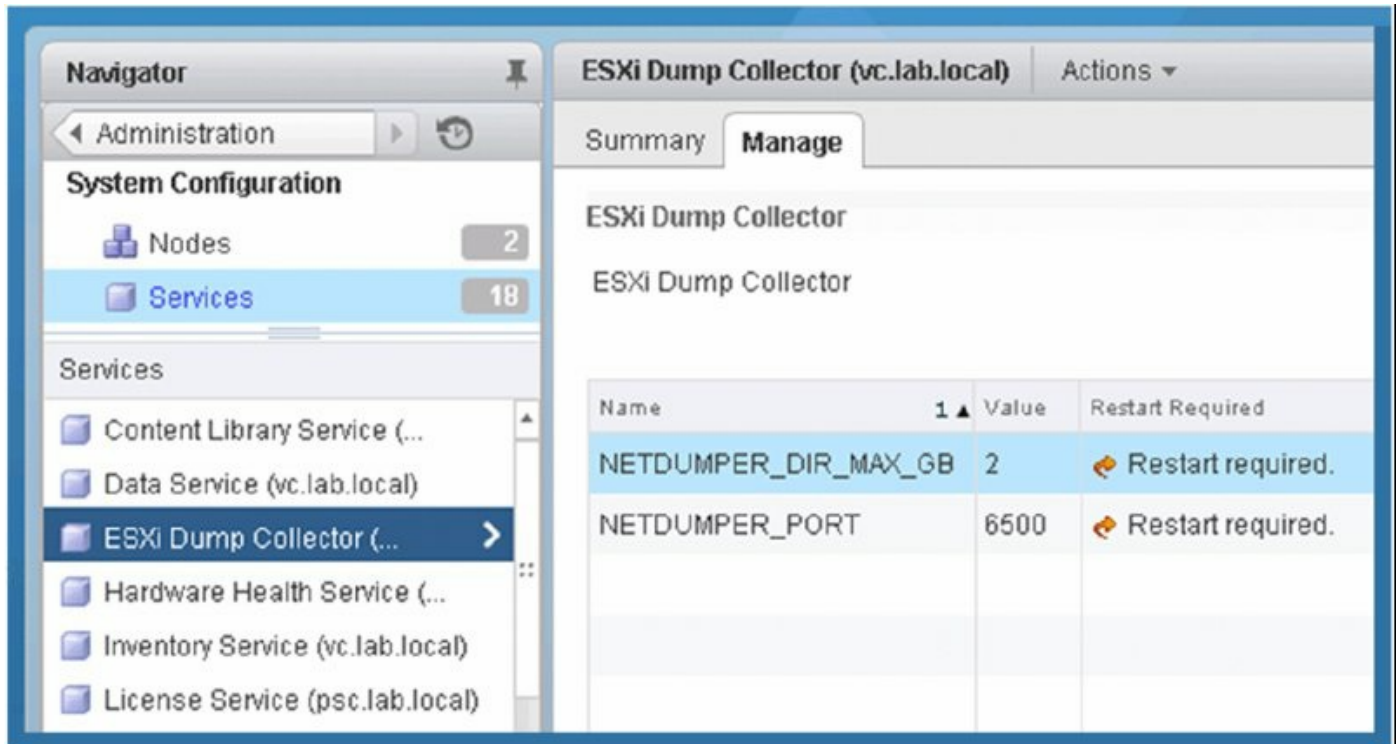 Navigator
Administration
System Configuration
Nodes 2
Services 18
Services
Content Library Service (...
Data Service (vc.lab.local)
ESXi Dump Collector (...
Hardware Health Service (...
Inventory Service (vc.lab.local)
License Service (psc.lab.local)
ESXi Dump Collector (vc.lab.local) Actions
Summary Manage
ESXi Dump Collector
ESXi Dump Collector
Name 1 Value Restart Required
NETDUMPER_DIR_MAX_GB 2 Restart required.
NETDUMPER_PORT 6500 Restart required.